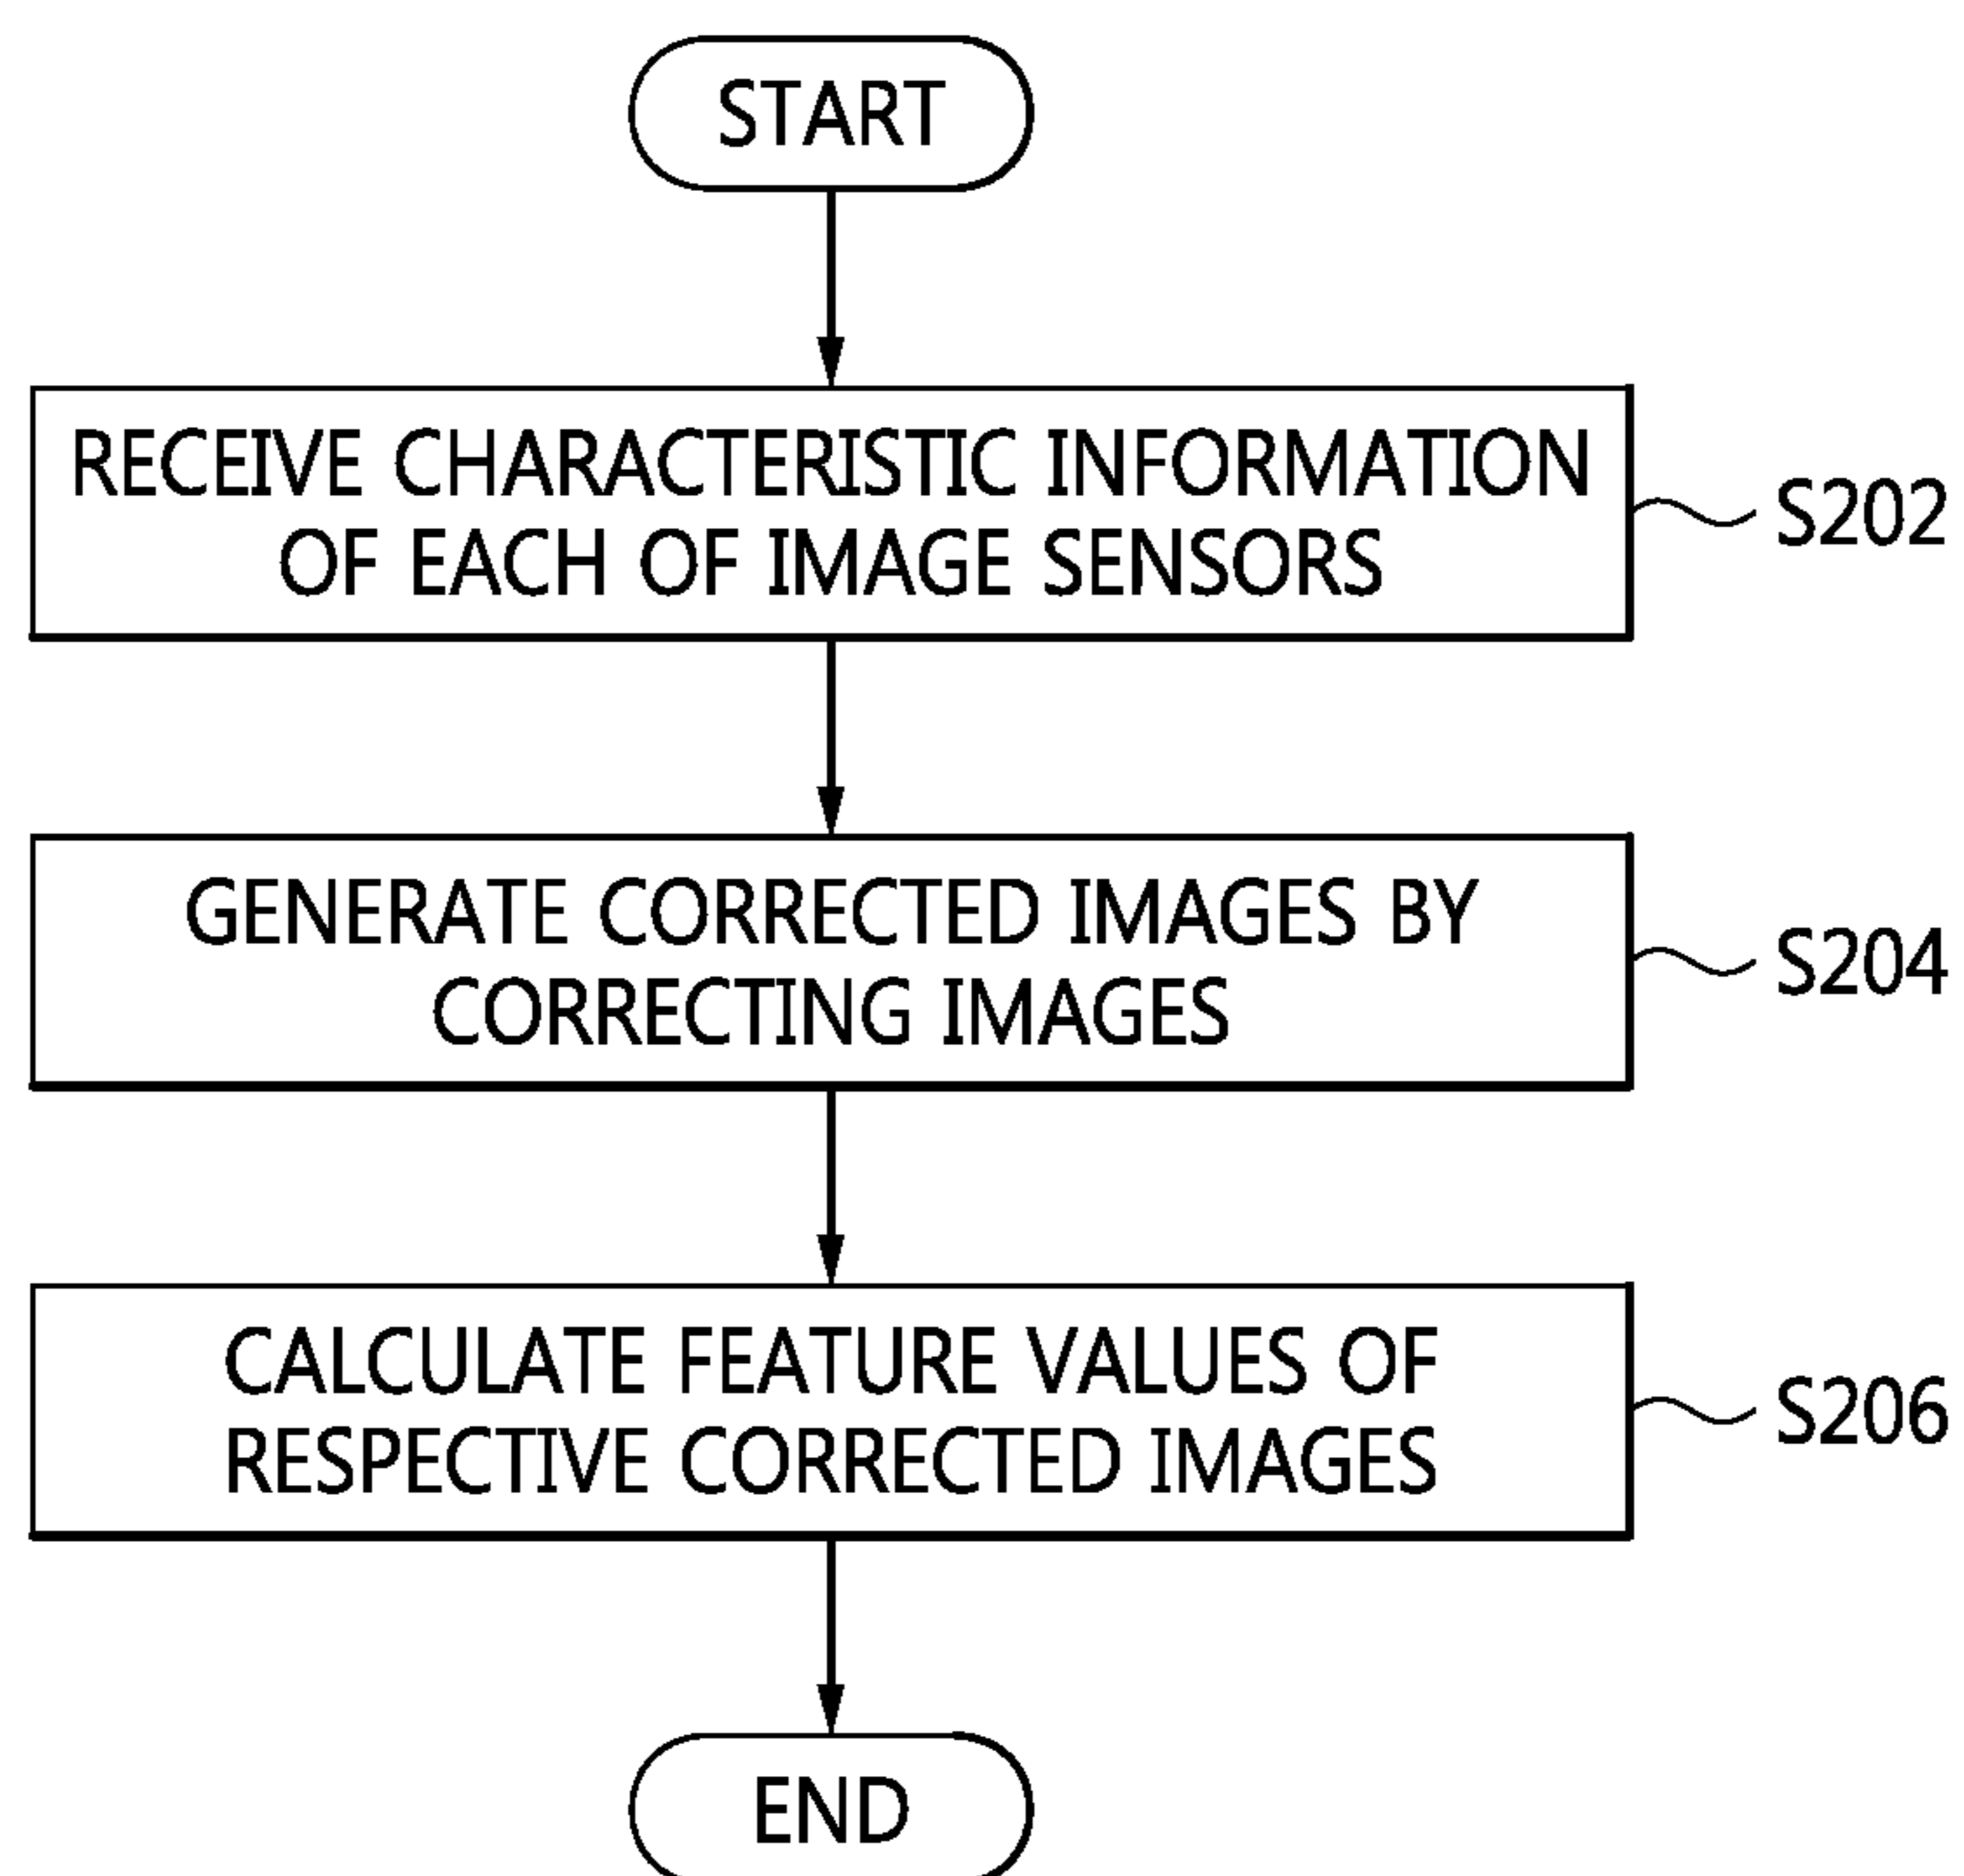 START
RECEIVE CHARACTERISTIC INFORMATION
OF EACH OF IMAGE SENSORS
S202
GENERATE CORRECTED IMAGES BY
CORRECTING IMAGES
S204
CALCULATE FEATURE VALUES OF
RESPECTIVE CORRECTED IMAGES
S206
END